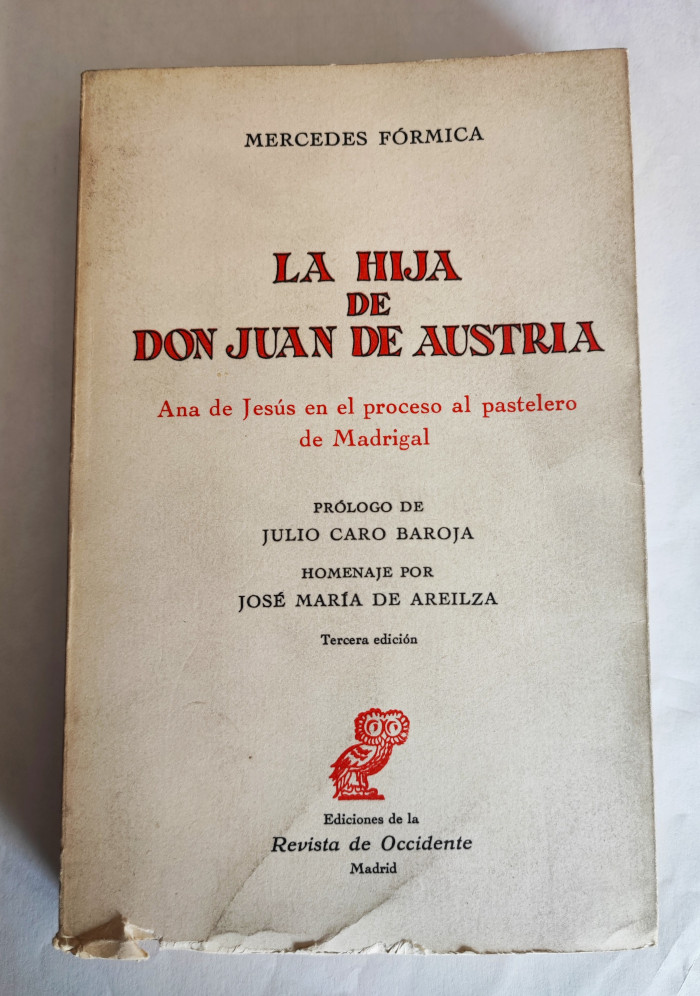 MERCEDES FÓRMICA
LA HIJA
DE
DON JUAN DE AUSTRIA
Ana de Jesús en el proceso al pastelero
de Madrigal
PRÓLOGO DE
JULIO CARO BAROJA
HOMENAJE POR
JOSÉ MARÍA DE AREILZA
Tercera edición
Ediciones de la
Revista de Occidente
Madrid